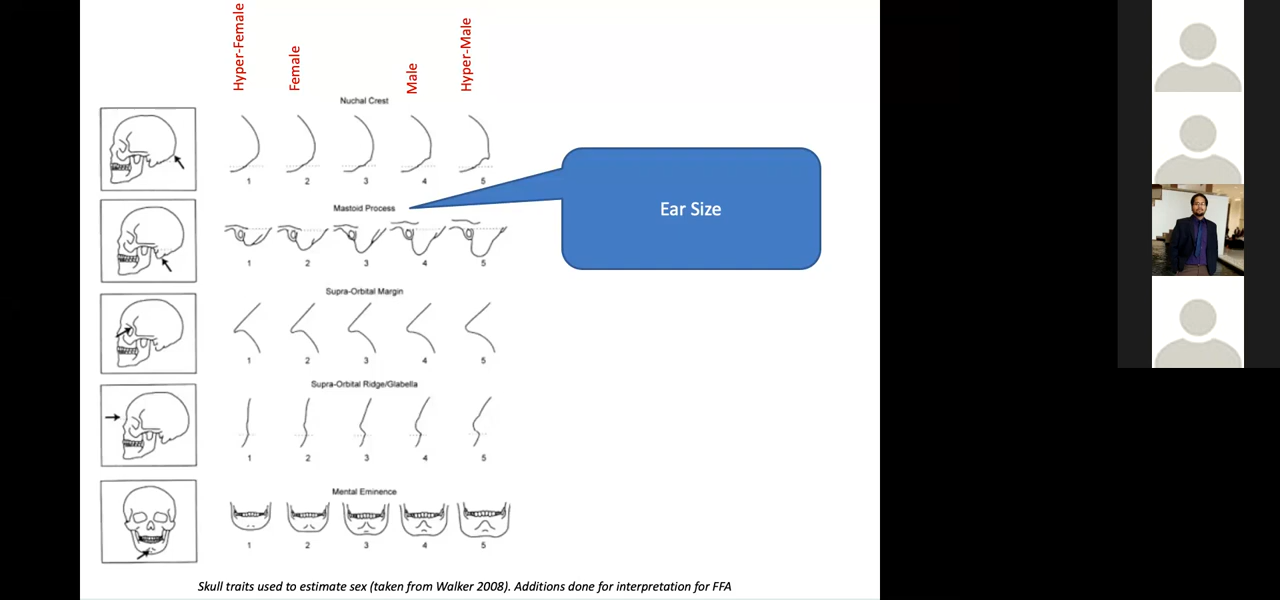 Hyper-Female
Female
Male
Hyper-Male
Nuchal Crest
1 2 3 4 5
Mastoid Process
Ear Size
1 2 3 4 5
Supra-Orbital Margin
1 2 3 4 5
Supra-Orbital Ridge/Glabella
1 2 3 4 5
Mental Eminence
1 2 3 4 5
Skull traits used to estimate sex (taken from Walker 2008). Additions done for interpretation for FFA